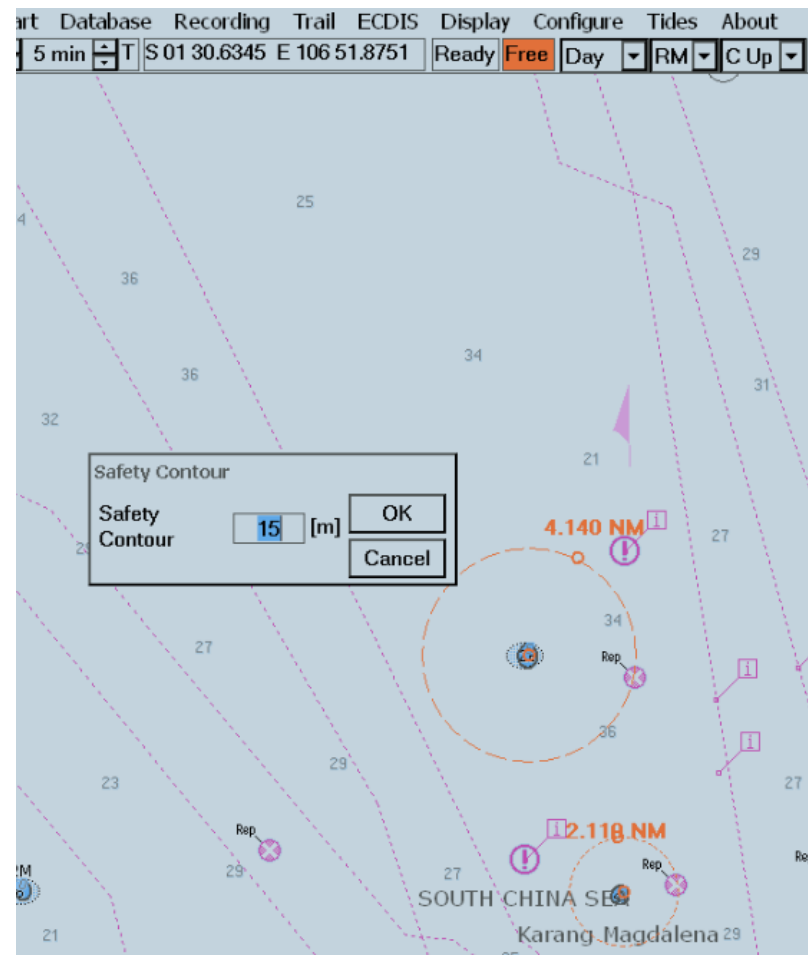 art Database Recording Trail ECDIS Display Configure Tides About
5 min T S 01 30.6345 E 106 51.8751 Ready Free Day RM C Up
25
4
29
36
34
36
31
32
21
Safety Contour
Safety Contour 15 [m] OK
Cancel
4.140 NM i
27
34
27
Rep
i
36
i
29
23
27
Rep
i 2.118 NM
29
27
Rep
Re
M
SOUTH CHINA SEA
21
Karang Magdalena 29